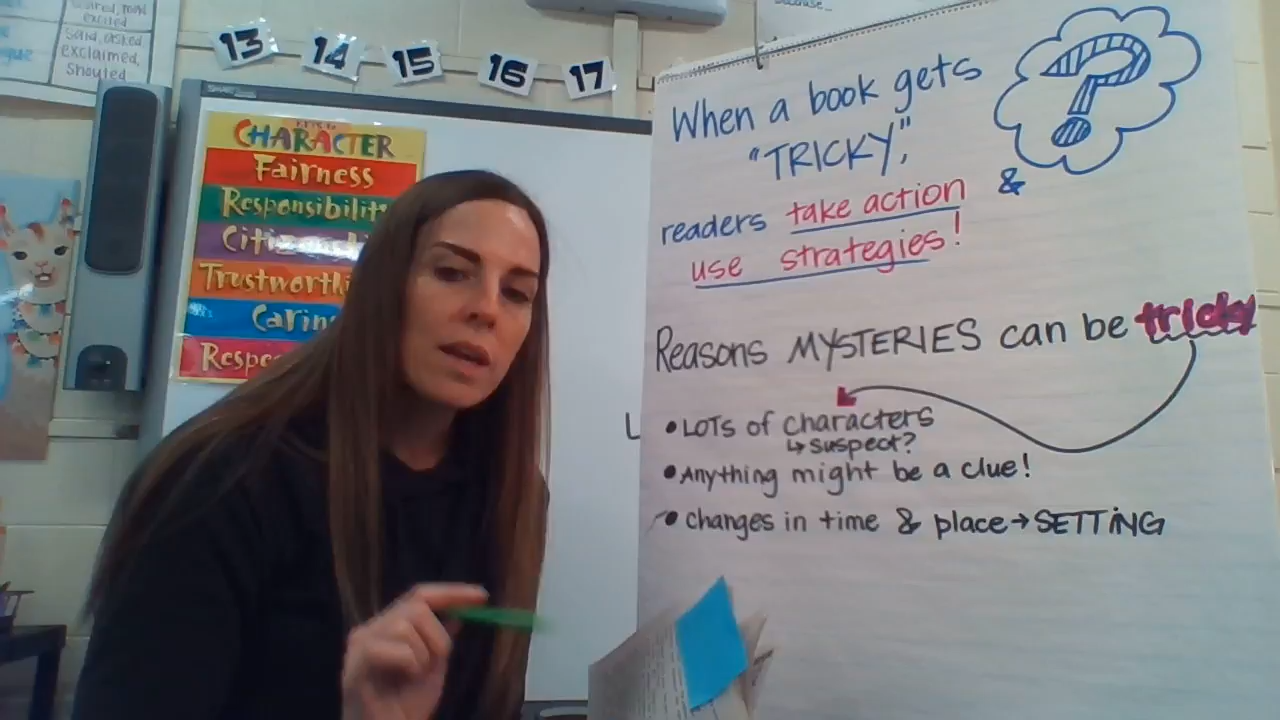 said, asked
exclaimed,
shouted
13
14
15
16
17
CHARACTER
Fairness
Responsibility
Trustworthi
Carin
Respe
When a book gets
"TRICKY,"
&
readers take action
use strategies!
Reasons MYSTERIES can be tricky
• LOTS of characters
↳ suspect?
• Anything might be a clue!
• changes in time & place → SETTING
L